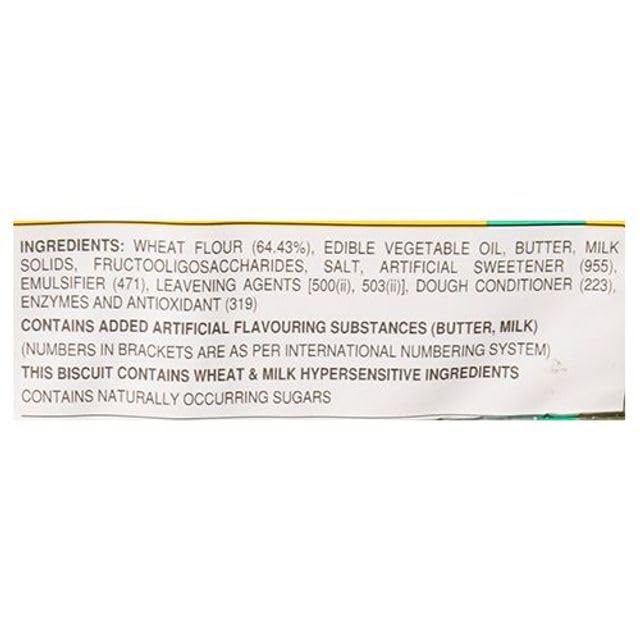 INGREDIENTS: WHEAT FLOUR (64.43%), EDIBLE VEGETABLE OIL, BUTTER, MILK
SOLIDS, FRUCTOOLIGOSACCHARIDES, SALT, ARTIFICIAL SWEETENER (955),
EMULSIFIER (471), LEAVENING AGENTS [500(ii), 503(ii)], DOUGH CONDITIONER (223),
ENZYMES AND ANTIOXIDANT (319)
CONTAINS ADDED ARTIFICIAL FLAVOURING SUBSTANCES (BUTTER, MILK)
(NUMBERS IN BRACKETS ARE AS PER INTERNATIONAL NUMBERING SYSTEM)
THIS BISCUIT CONTAINS WHEAT & MILK HYPERSENSITIVE INGREDIENTS
CONTAINS NATURALLY OCCURRING SUGARS